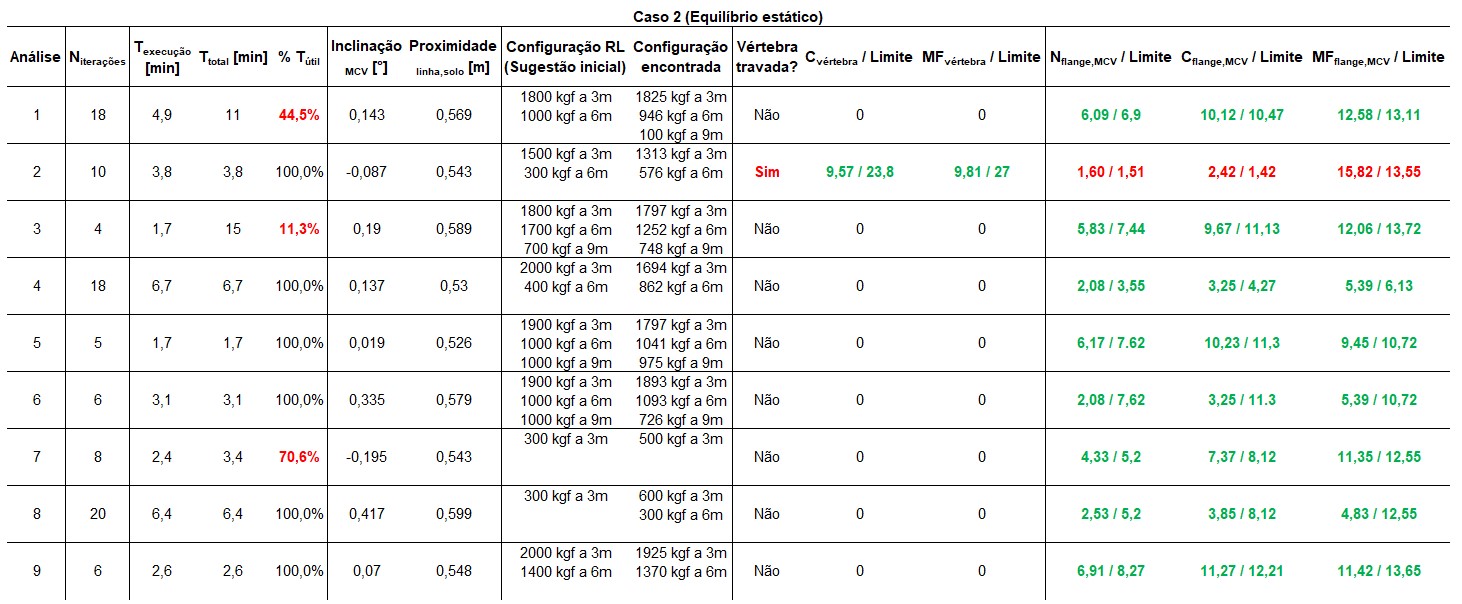 Caso 2 (Equilíbrio estático)
Análise Niterações Texecução [min] Ttotal [min] % Tútil Inclinação MCV [°] Proximidade linha,solo [m] Configuração RL (Sugestão inicial) Configuração encontrada Vértebra travada? Cvértebra / Limite MFvértebra / Limite Nflange,MCV / Limite Cflange,MCV / Limite MFflange,MCV / Limite
1800 kgf a 3m 1825 kgf a 3m
1 18 4,9 11 44,5% 0,143 0,569 1000 kgf a 6m 946 kgf a 6m Não 0 0 6,09 / 6,9 10,12 / 10,47 12,58 / 13,11
100 kgf a 9m
1500 kgf a 3m 1313 kgf a 3m
2 10 3,8 3,8 100,0% -0,087 0,543 300 kgf a 6m 576 kgf a 6m Sim 9,57 / 23,8 9,81 / 27 1,60 / 1,51 2,42 / 1,42 15,82 / 13,55
1800 kgf a 3m 1797 kgf a 3m
3 4 1,7 15 11,3% 0,19 0,589 1700 kgf a 6m 1252 kgf a 6m Não 0 0 5,83 / 7,44 9,67 / 11,13 12,06 / 13,72
700 kgf a 9m 748 kgf a 9m
2000 kgf a 3m 1694 kgf a 3m
4 18 6,7 6,7 100,0% 0,137 0,53 400 kgf a 6m 862 kgf a 6m Não 0 0 2,08 / 3,55 3,25 / 4,27 5,39 / 6,13
1900 kgf a 3m 1797 kgf a 3m
5 5 1,7 1,7 100,0% 0,019 0,526 1000 kgf a 6m 1041 kgf a 6m Não 0 0 6,17 / 7.62 10,23 / 11,3 9,45 / 10,72
1000 kgf a 9m 975 kgf a 9m
1900 kgf a 3m 1893 kgf a 3m
6 6 3,1 3,1 100,0% 0,335 0,579 1000 kgf a 6m 1093 kgf a 6m Não 0 0 2,08 / 7,62 3,25 / 11.3 5,39 / 10,72
1000 kgf a 9m 726 kgf a 9m
300 kgf a 3m 500 kgf a 3m
7 8 2,4 3,4 70,6% -0,195 0,543 Não 0 0 4,33 / 5,2 7,37 / 8,12 11,35 / 12,55
300 kgf a 3m 600 kgf a 3m
8 20 6,4 6,4 100,0% 0,417 0,599 300 kgf a 6m Não 0 0 2,53 / 5,2 3,85 / 8,12 4,83 / 12,55
2000 kgf a 3m 1925 kgf a 3m
9 6 2,6 2,6 100,0% 0,07 0,548 1400 kgf a 6m 1370 kgf a 6m Não 0 0 6,91 / 8,27 11,27 / 12,21 11,42 / 13,65